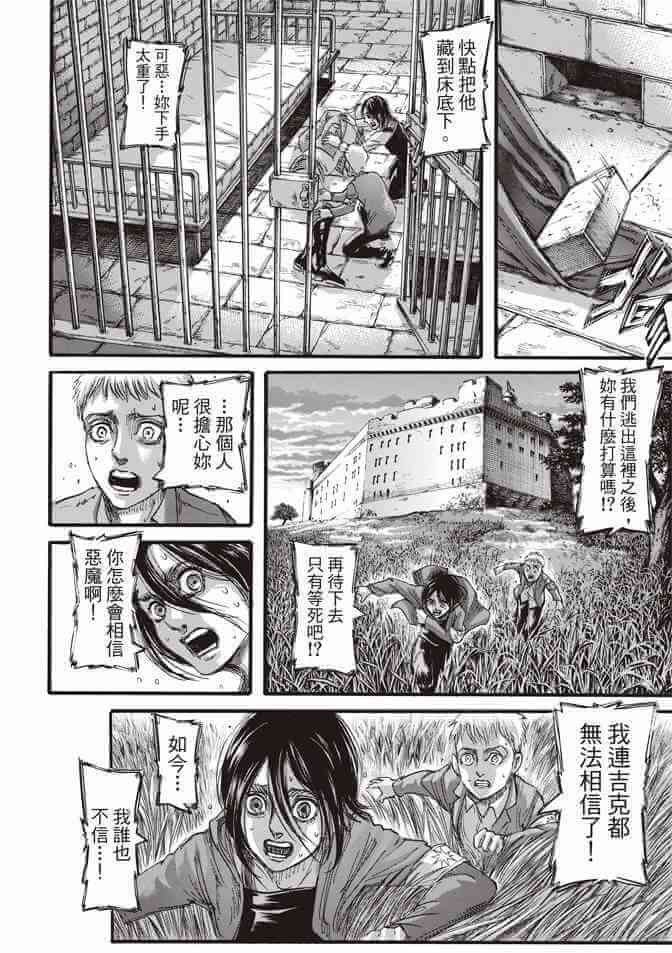 快點把他
藏到床底下。
可惡…妳下手
太重了！
我們逃出這裡之後，
妳有什麼打算嗎!?
再待下去
只有等死吧!?
…那個人
很擔心妳
呢…
你怎麼會相信
惡魔啊！
我連吉克都
無法相信了！
如今…
我誰也
不信…！